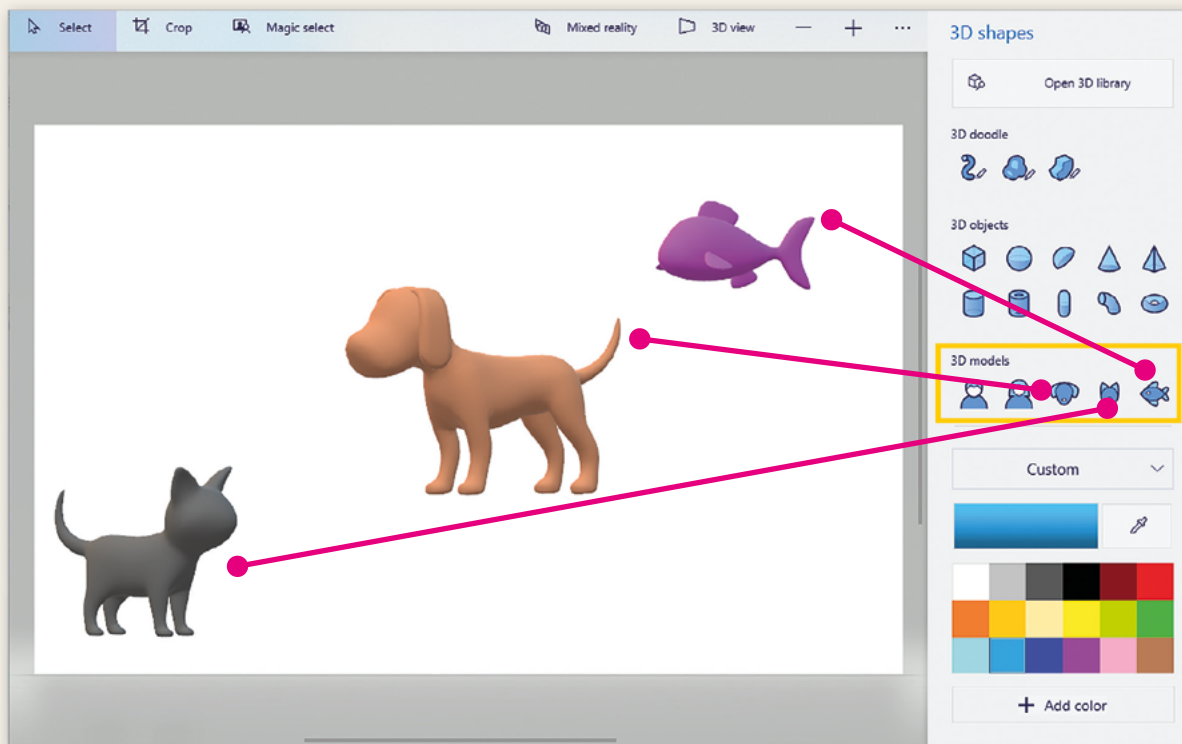 Select
Crop
Magic select
Mixed reality
3D view
3D shapes
Open 3D library
3D doodle
3D objects
3D models
Custom
Add color